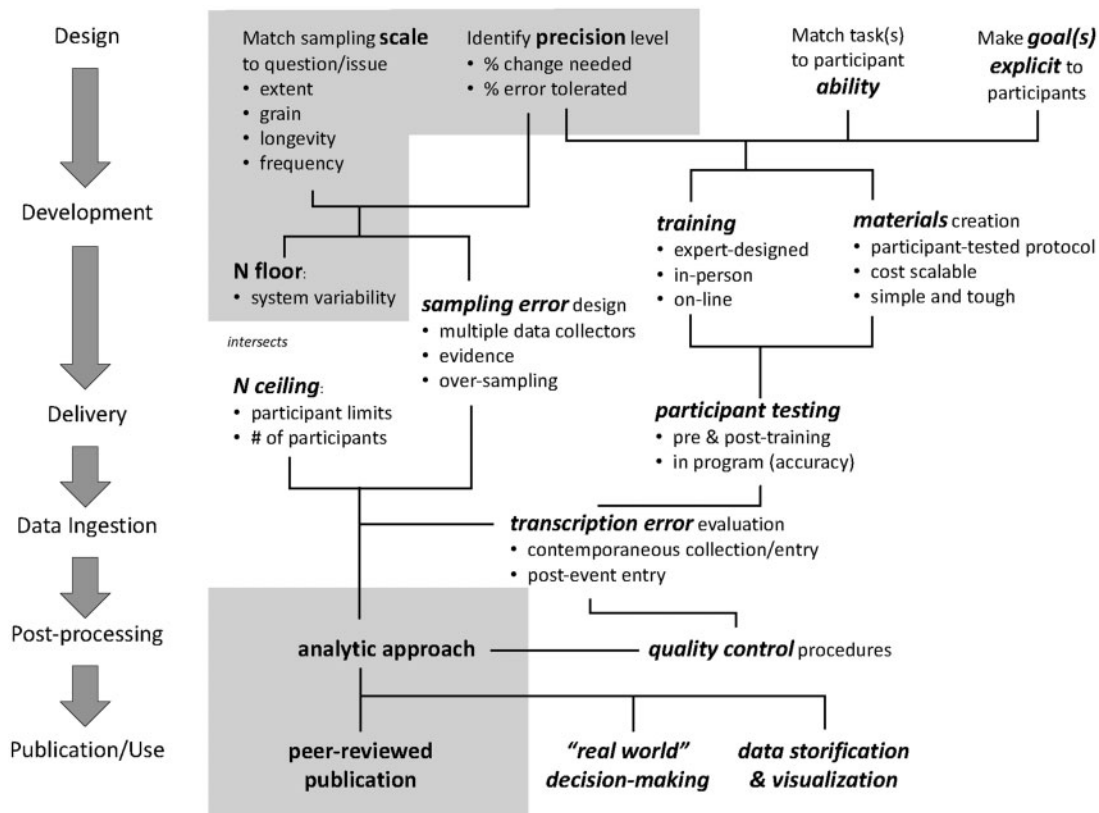 Design
Match sampling scale
to question/issue
• extent
• grain
• longevity
• frequency
Identify precision level
• % change needed
• % error tolerated
Match task(s)
to participant
ability
Make goal(s)
explicit to
participants
Development
N floor:
• system variability
sampling error design
• multiple data collectors
• evidence
• over-sampling
training
• expert-designed
• in-person
• on-line
materials creation
• participant-tested protocol
• cost scalable
• simple and tough
intersects
Delivery
N ceiling:
• participant limits
• # of participants
participant testing
• pre & post-training
• in program (accuracy)
Data Ingestion
transcription error evaluation
• contemporaneous collection/entry
• post-event entry
Post-processing
analytic approach
quality control procedures
Publication/Use
peer-reviewed
publication
“real world”
decision-making
data storification
& visualization